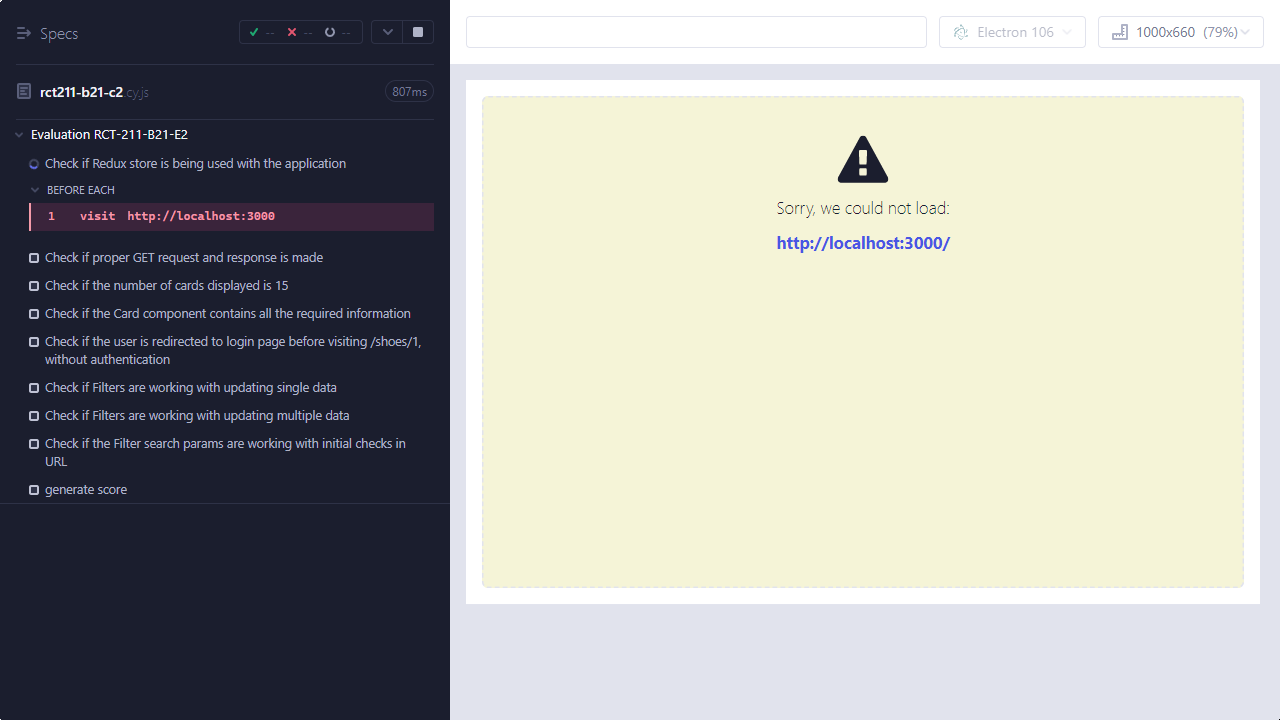 Specs
-- -- --
rct211-b21-c2.cy.js
807ms
Evaluation RCT-211-B21-E2
Check if Redux store is being used with the application
BEFORE EACH
1 visit http://localhost:3000
Check if proper GET request and response is made
Check if the number of cards displayed is 15
Check if the Card component contains all the required information
Check if the user is redirected to login page before visiting /shoes/1,
without authentication
Check if Filters are working with updating single data
Check if Filters are working with updating multiple data
Check if the Filter search params are working with initial checks in
URL
generate score
Electron 106
1000x660 (79%)
Sorry, we could not load:
http://localhost:3000/